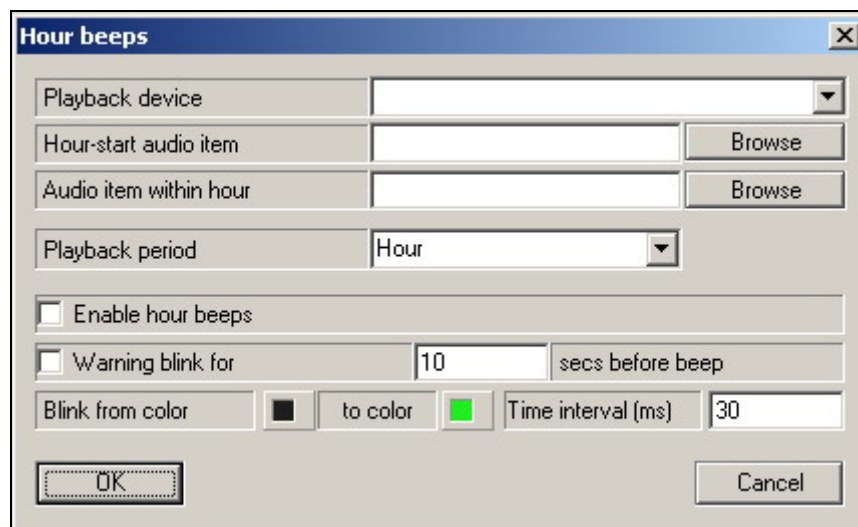 Hour beeps
Playback device
Hour-start audio item Browse
Audio item within hour Browse
Playback period Hour
Enable hour beeps
Warning blink for 10 secs before beep
Blink from color to color Time interval (ms) 30
OK Cancel